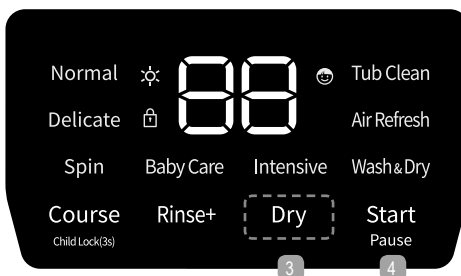 Normal 88 Tub Clean
Delicate Air Refresh
Spin Baby Care Intensive Wash&Dry
Course Rinse+ Dry Start
Child Lock(3s) Pause
3 4